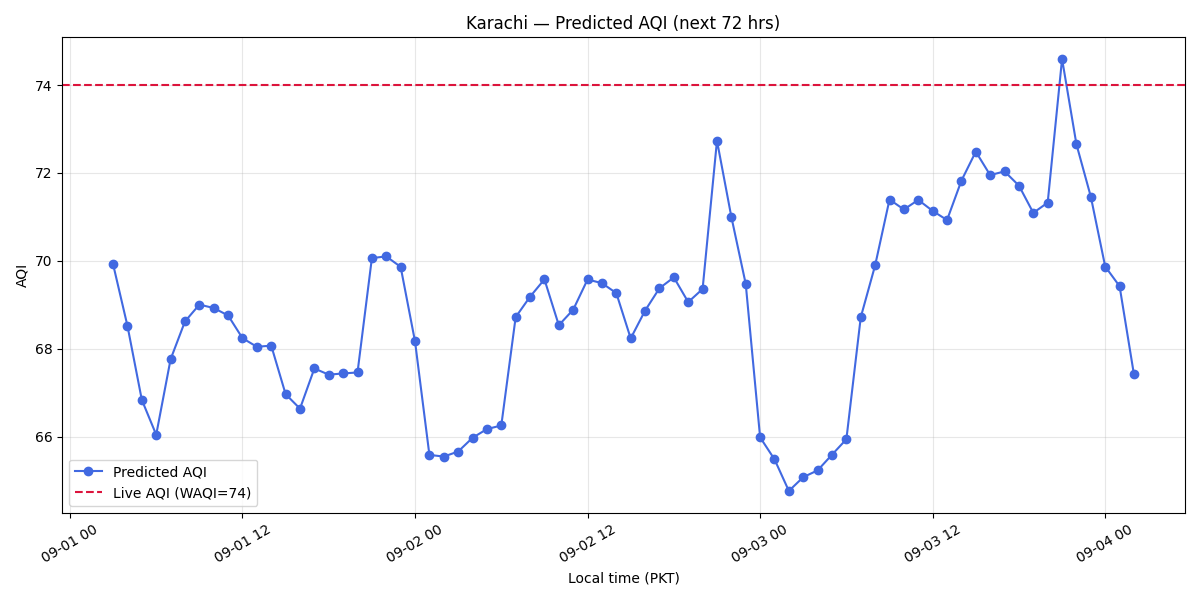 Karachi — Predicted AQI (next 72 hrs)
AQI
74
72
70
68
66
Predicted AQI
Live AQI (WAQI=74)
09-01 00
09-01 12
09-02 00
09-02 12
09-03 00
09-03 12
09-04 00
Local time (PKT)